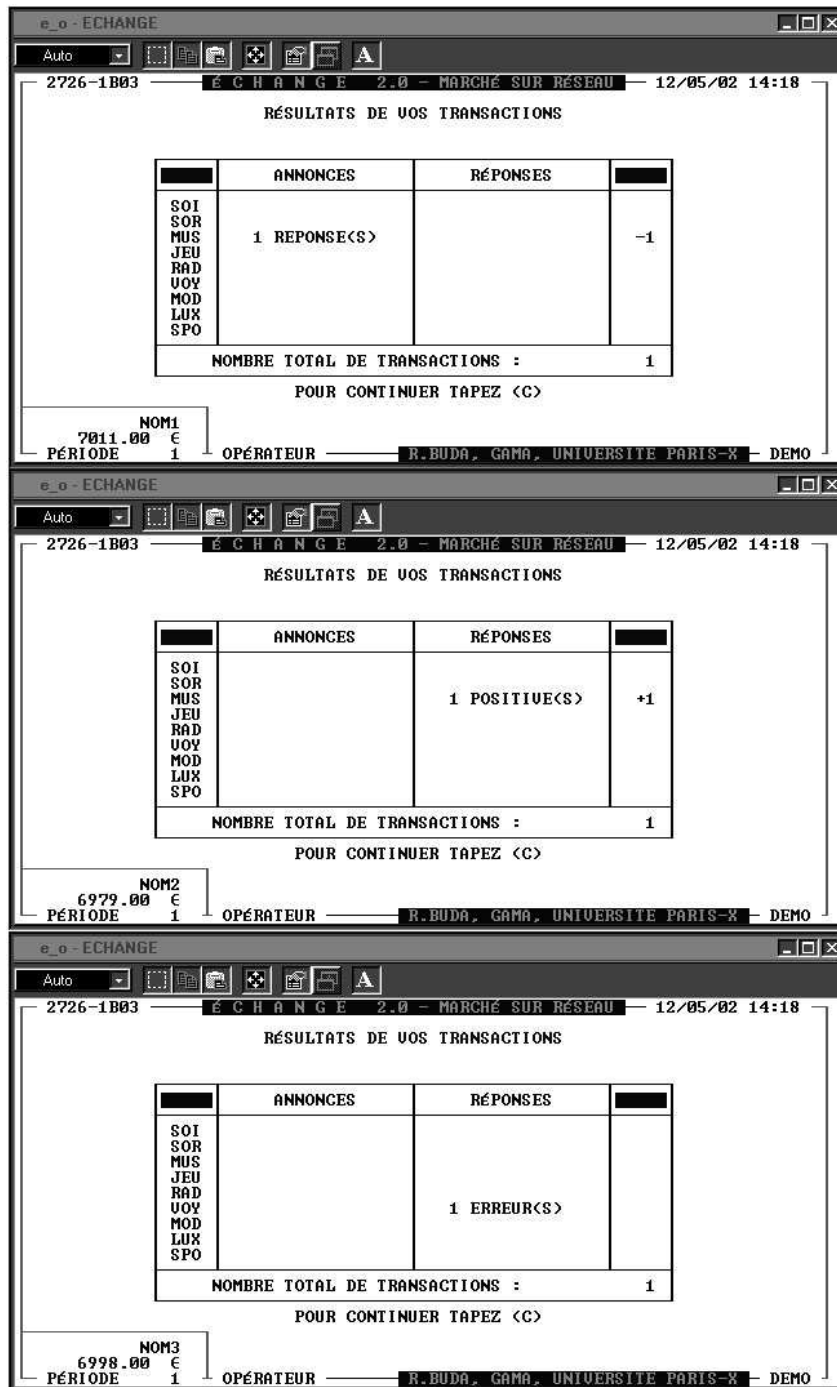 e_o - ECHANGE
Auto
A
2726-1B03 É C H A N G E 2.0 - MARCHÉ SUR RÉSEAU 12/05/02 14:18
RÉSULTATS DE VOS TRANSACTIONS
ANNONCES RÉPONSES
SOI
SOR
MUS 1 REPONSE(S) -1
JEU
RAD
VOY
MOD
LUX
SPO
NOMBRE TOTAL DE TRANSACTIONS : 1
POUR CONTINUER TAPEZ (C)
NOM1
7011.00 €
PÉRIODE 1 OPÉRATEUR R.BUDA, GAMA, UNIVERSITE PARIS-X DEMO
e_o - ECHANGE
Auto
A
2726-1B03 É C H A N G E 2.0 - MARCHÉ SUR RÉSEAU 12/05/02 14:18
RÉSULTATS DE VOS TRANSACTIONS
ANNONCES RÉPONSES
SOI
SOR
MUS 1 POSITIVE(S) +1
JEU
RAD
VOY
MOD
LUX
SPO
NOMBRE TOTAL DE TRANSACTIONS : 1
POUR CONTINUER TAPEZ (C)
NOM2
6979.00 €
PÉRIODE 1 OPÉRATEUR R.BUDA, GAMA, UNIVERSITE PARIS-X DEMO
e_o - ECHANGE
Auto
A
2726-1B03 É C H A N G E 2.0 - MARCHÉ SUR RÉSEAU 12/05/02 14:18
RÉSULTATS DE VOS TRANSACTIONS
ANNONCES RÉPONSES
SOI
SOR
MUS
JEU
RAD
VOY 1 ERREUR(S)
MOD
LUX
SPO
NOMBRE TOTAL DE TRANSACTIONS : 1
POUR CONTINUER TAPEZ (C)
NOM3
6998.00 €
PÉRIODE 1 OPÉRATEUR R.BUDA, GAMA, UNIVERSITE PARIS-X DEMO